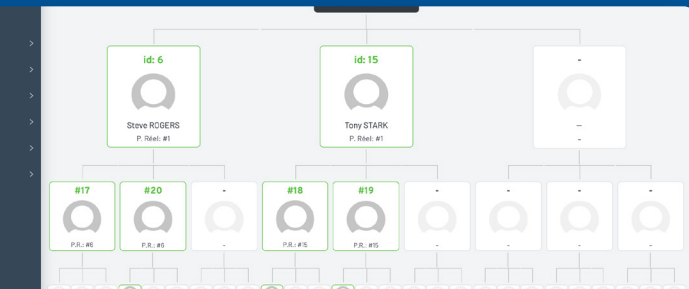 id: 6
id: 15
-
Steve ROGERS
Tony STARK
--
P. Réel: #1
P. Réel: #1
-
#17
#20
-
#18
#19
-
-
-
-
P.R.: #6
P.R.: #6
-
P.R.: #15
P.R.: #15
-
-
-
-